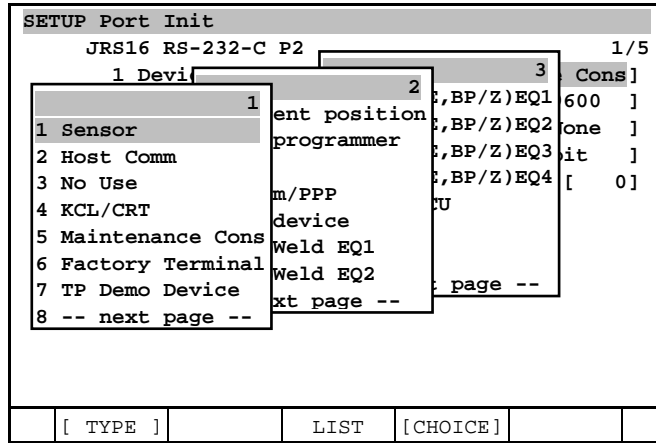 SETUP Port Init
JRS16 RS-232-C P2 1/5
1 Devi Cons]
600 ]
one ]
it ]
[ 0]
1
1 Sensor
2 Host Comm
3 No Use
4 KCL/CRT
5 Maintenance Cons
6 Factory Terminal
7 TP Demo Device
8 -- next page --
2
ent position
programmer
m/PPP
device
Weld EQ1
Weld EQ2
xt page --
3
,BP/Z)EQ1
,BP/Z)EQ2
E,BP/Z)EQ3
E,BP/Z)EQ4
CU
page --
[ TYPE ] LIST [CHOICE]